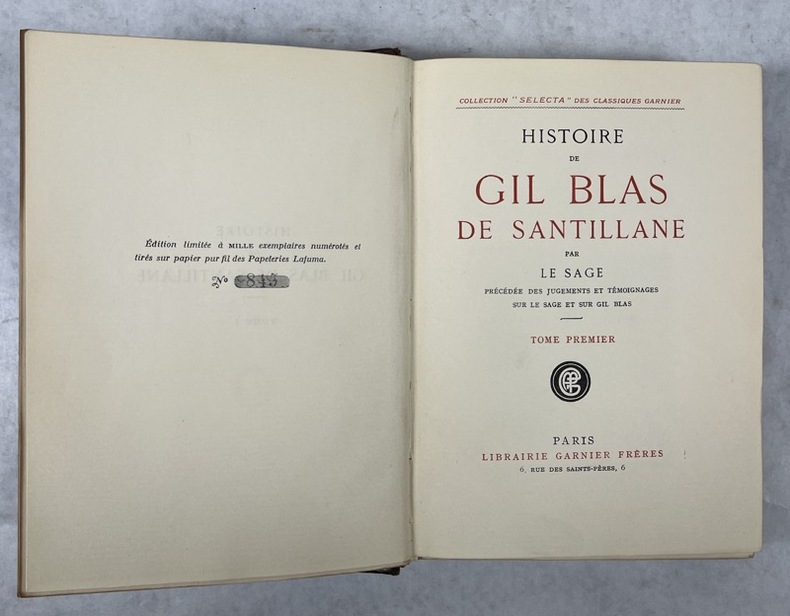 Édition limitée à MILLE exemplaires numérotés et
tirés sur papier pur fil des Papeteries Lafuma.
No 845
COLLECTION "SELECTA" DES CLASSIQUES GARNIER
HISTOIRE
DE
GIL BLAS
DE SANTILLANE
PAR
LE SAGE
PRÉCÉDÉE DES JUGEMENTS ET TÉMOIGNAGES
SUR LE SAGE ET SUR GIL BLAS
TOME PREMIER
PARIS
LIBRAIRIE GARNIER FRÈRES
6, RUE DES SAINTS-PÈRES, 6